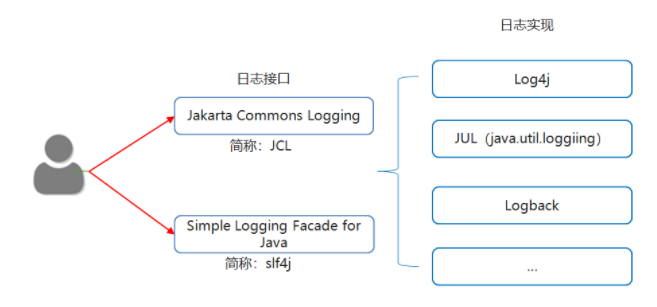 日志实现
日志接口
Log4j
Jakarta Commons Logging
简称：JCL
JUL（java.util.loggiing）
Logback
Simple Logging Facade for
Java
简称：slf4j
...